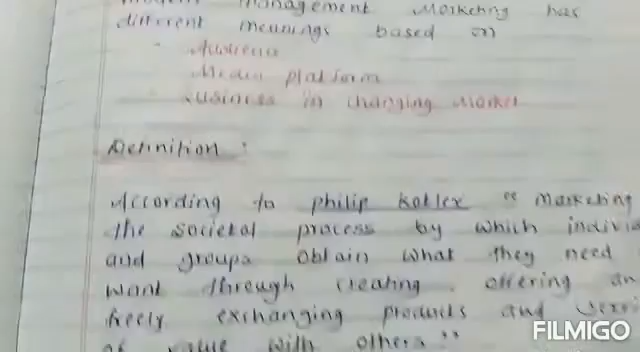 management Marketing has
different meanings based on
Audience
Media platform
Business in changing Market
Definition :
According to philip Kotler " Marketing
the societal process by which individ
and groups obtain what they need
want through creating , offering an
freely exchanging products and servi
of value with others "
FILMIGO